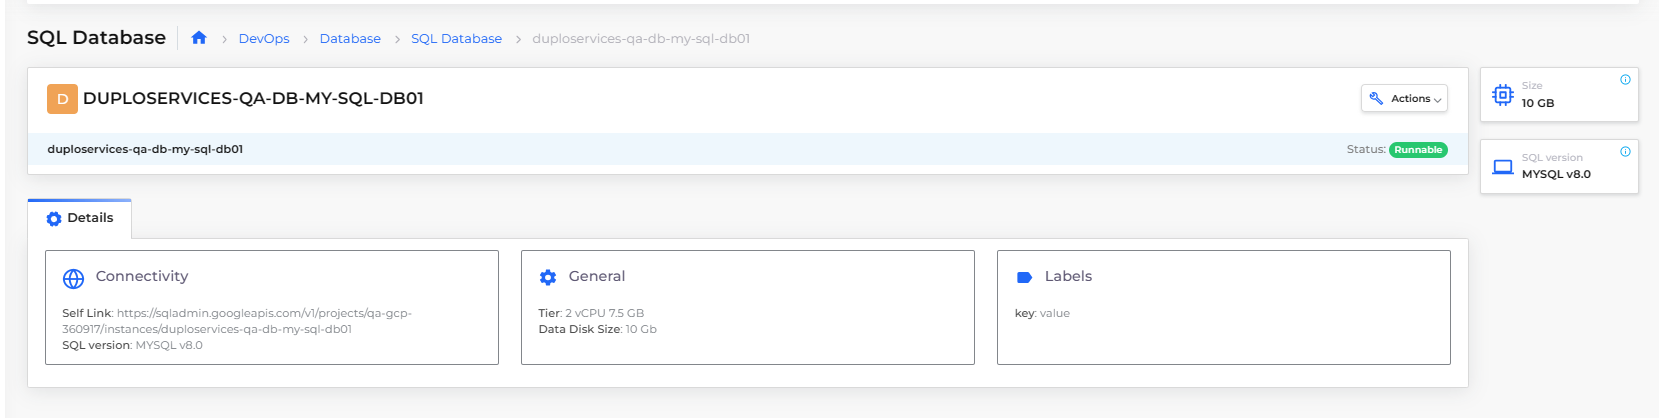 SQL Database
DevOps
Database
SQL Database
duploservices-qa-db-my-sql-db01
D
DUPLOSERVICES-QA-DB-MY-SQL-DB01
Actions
duploservices-qa-db-my-sql-db01
Status: Runnable
Size
10 GB
SQL version
MYSQL v8.0
Details
Connectivity
Self Link: https://sqladmin.googleapis.com/v1/projects/qa-gcp-
360917/instances/duploservices-qa-db-my-sql-db01
SQL version: MYSQL v8.0
General
Tier: 2 vCPU 7.5 GB
Data Disk Size: 10 Gb
Labels
key: value